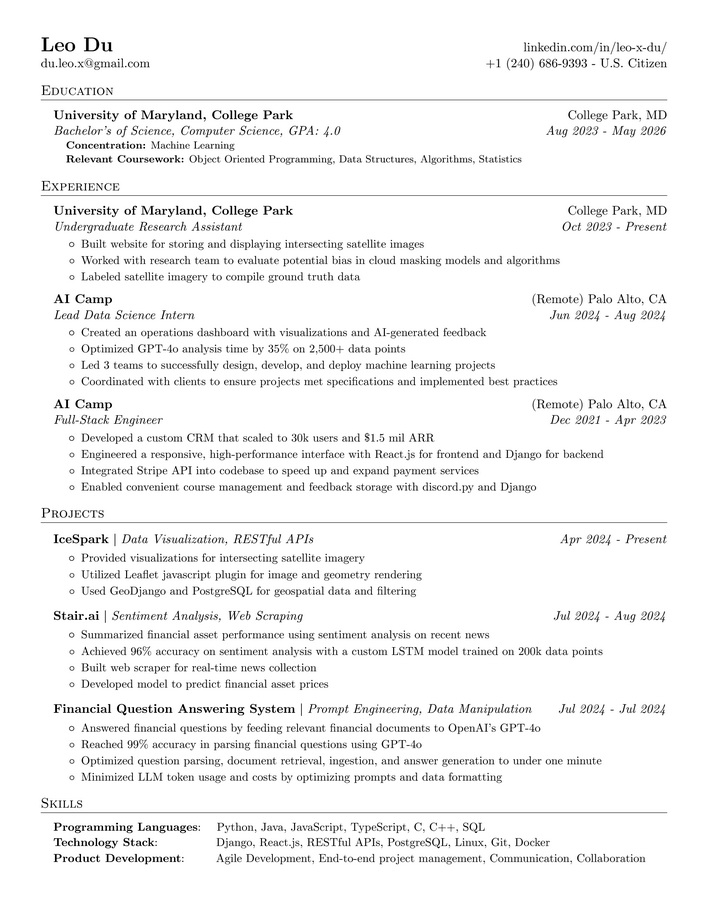 Leo Du
linkedin.com/in/leo-x-du/
du.leo.x@gmail.com
+1 (240) 686-9393 - U.S. Citizen
Education
University of Maryland, College Park College Park, MD
Bachelor's of Science, Computer Science, GPA: 4.0 Aug 2023 - May 2026
Concentration: Machine Learning
Relevant Coursework: Object Oriented Programming, Data Structures, Algorithms, Statistics
Experience
University of Maryland, College Park College Park, MD
Undergraduate Research Assistant Oct 2023 - Present
○ Built website for storing and displaying intersecting satellite images
○ Worked with research team to evaluate potential bias in cloud masking models and algorithms
○ Labeled satellite imagery to compile ground truth data
AI Camp (Remote) Palo Alto, CA
Lead Data Science Intern Jun 2024 - Aug 2024
○ Created an operations dashboard with visualizations and AI-generated feedback
○ Optimized GPT-4o analysis time by 35% on 2,500+ data points
○ Led 3 teams to successfully design, develop, and deploy machine learning projects
○ Coordinated with clients to ensure projects met specifications and implemented best practices
AI Camp (Remote) Palo Alto, CA
Full-Stack Engineer Dec 2021 - Apr 2023
○ Developed a custom CRM that scaled to 30k users and $1.5 mil ARR
○ Engineered a responsive, high-performance interface with React.js for frontend and Django for backend
○ Integrated Stripe API into codebase to speed up and expand payment services
○ Enabled convenient course management and feedback storage with discord.py and Django
Projects
IceSpark | Data Visualization, RESTful APIs Apr 2024 - Present
○ Provided visualizations for intersecting satellite imagery
○ Utilized Leaflet javascript plugin for image and geometry rendering
○ Used GeoDjango and PostgreSQL for geospatial data and filtering
Stair.ai | Sentiment Analysis, Web Scraping Jul 2024 - Aug 2024
○ Summarized financial asset performance using sentiment analysis on recent news
○ Achieved 96% accuracy on sentiment analysis with a custom LSTM model trained on 200k data points
○ Built web scraper for real-time news collection
○ Developed model to predict financial asset prices
Financial Question Answering System | Prompt Engineering, Data Manipulation Jul 2024 - Jul 2024
○ Answered financial questions by feeding relevant financial documents to OpenAI's GPT-4o
○ Reached 99% accuracy in parsing financial questions using GPT-4o
○ Optimized question parsing, document retrieval, ingestion, and answer generation to under one minute
○ Minimized LLM token usage and costs by optimizing prompts and data formatting
Skills
Programming Languages: Python, Java, JavaScript, TypeScript, C, C++, SQL
Technology Stack: Django, React.js, RESTful APIs, PostgreSQL, Linux, Git, Docker
Product Development: Agile Development, End-to-end project management, Communication, Collaboration